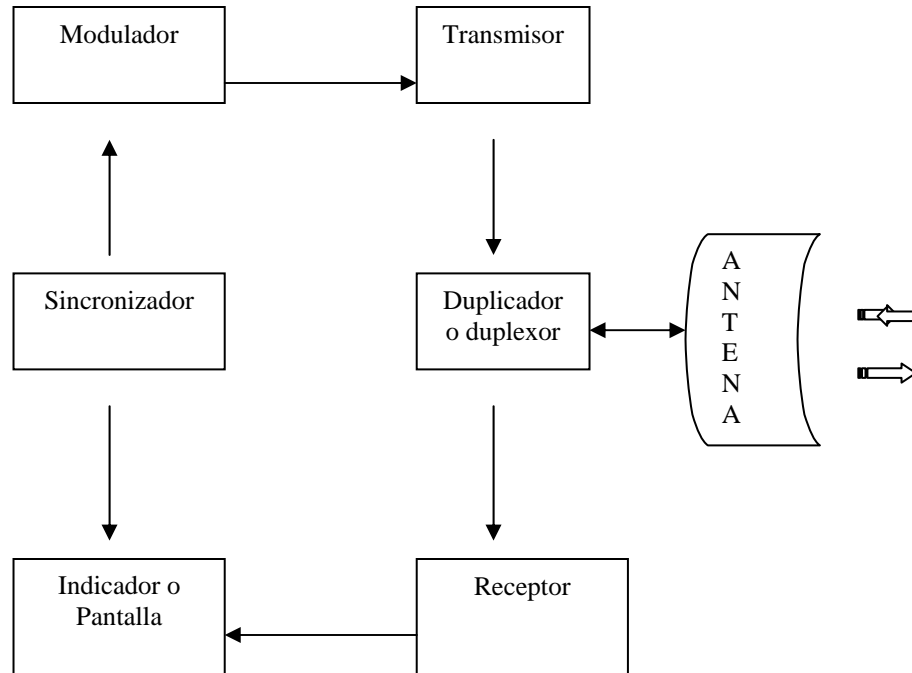 Modulador
Transmisor
Sincronizador
Duplicador
o duplexor
A
N
T
E
N
A
Indicador o
Pantalla
Receptor